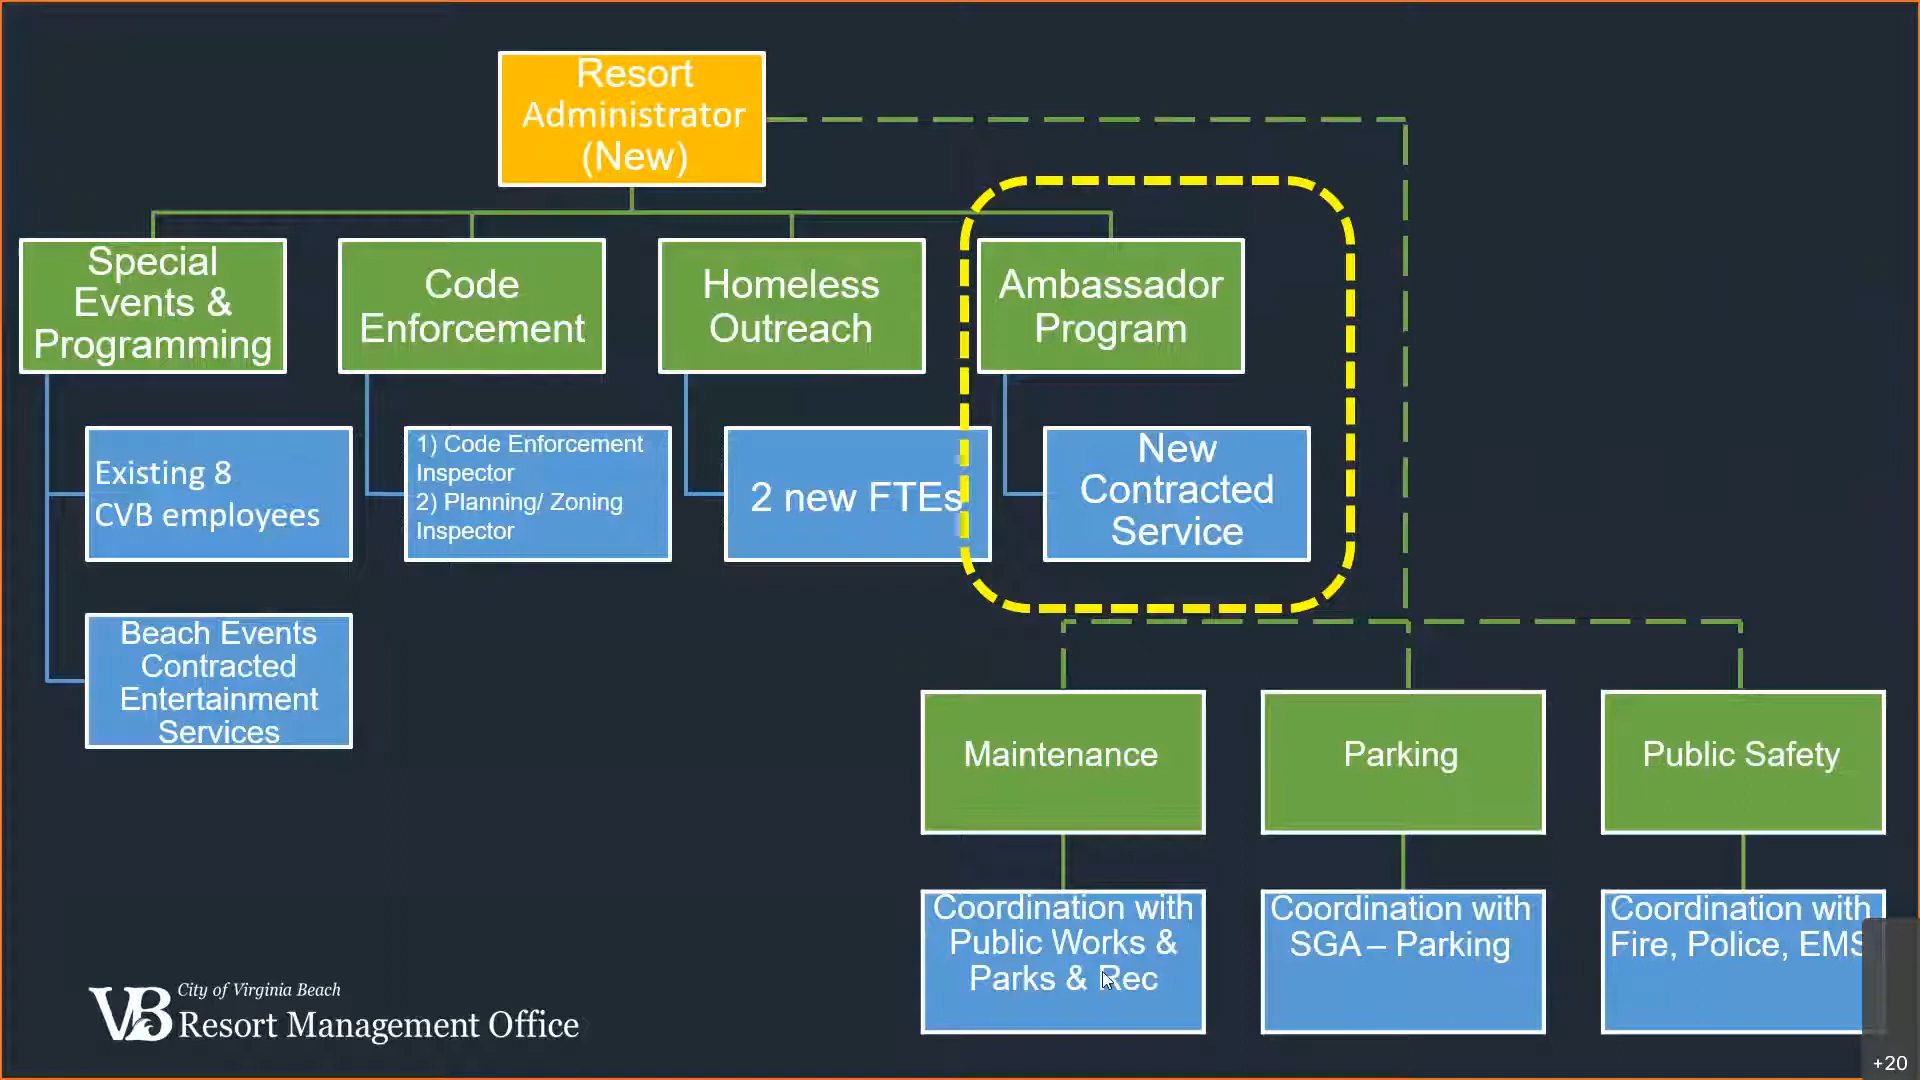 Resort
Administrator
(New)
Special
Events &
Programming
Code
Enforcement
Homeless
Outreach
Ambassador
Program
Existing 8
CVB employees
1) Code Enforcement
Inspector
2) Planning/ Zoning
Inspector
2 new FTEs
New
Contracted
Service
Beach Events
Contracted
Entertainment
Services
Maintenance
Parking
Public Safety
Coordination with
Public Works &
Parks & Rec
Coordination with
SGA – Parking
Coordination with
Fire, Police, EMS
VB
City of Virginia Beach
Resort Management Office
+20